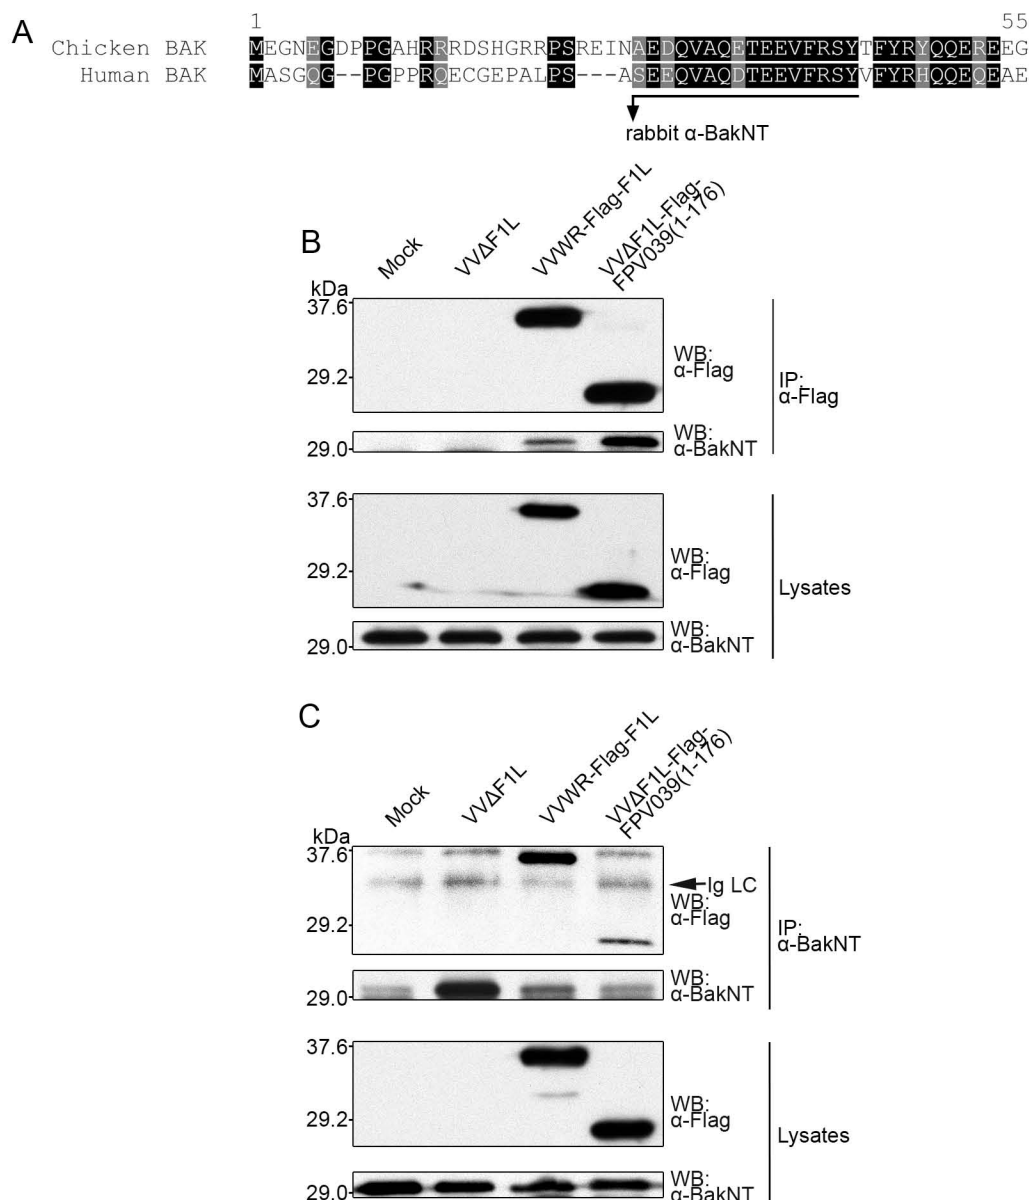 A
1 55
Chicken BAK MEGNEGDPPGAHRRRDSHGRRPSREINAEDQVAQETEEVFRSYTFYRYQQEREEG
Human BAK MASGQG--PGPPRQECGEPALPS---ASEEQVAQDTEEVFRSYVFYRHQQEQEAE
rabbit α-BakNT
B
Mock
VVΔF1L
VVWR-Flag-F1L
VVΔF1L-Flag-
FPV039(1-176)
kDa
37.6
29.2
WB:
α-Flag
IP:
α-Flag
29.0
WB:
α-BakNT
37.6
29.2
WB:
α-Flag
Lysates
29.0
WB:
α-BakNT
C
Mock
VVΔF1L
VVWR-Flag-F1L
VVΔF1L-Flag-
FPV039(1-176)
kDa
37.6
Ig LC
29.2
WB:
α-Flag
IP:
α-BakNT
29.0
WB:
α-BakNT
37.6
29.2
WB:
α-Flag
Lysates
29.0
WB:
α-BakNT